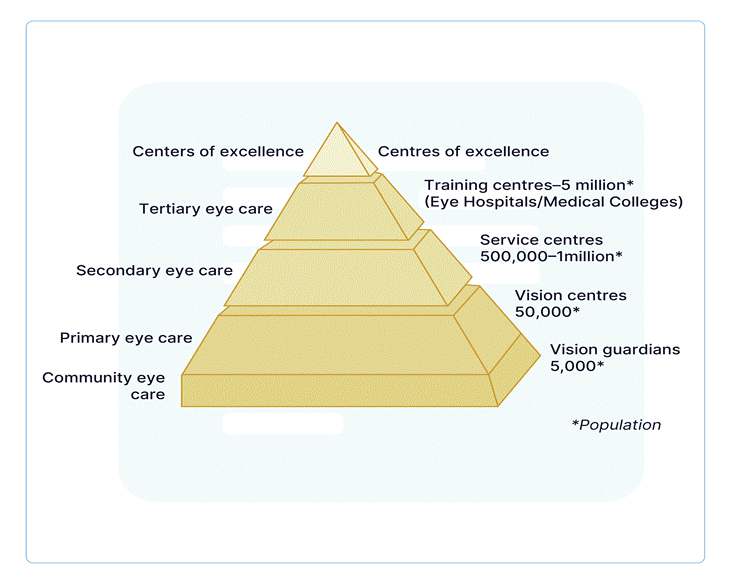 Centers of excellence
Centres of excellence
Training centres–5 million*
(Eye Hospitals/Medical Colleges)
Tertiary eye care
Service centres
500,000–1million*
Secondary eye care
Vision centres
50,000*
Primary eye care
Vision guardians
5,000*
Community eye
care
*Population